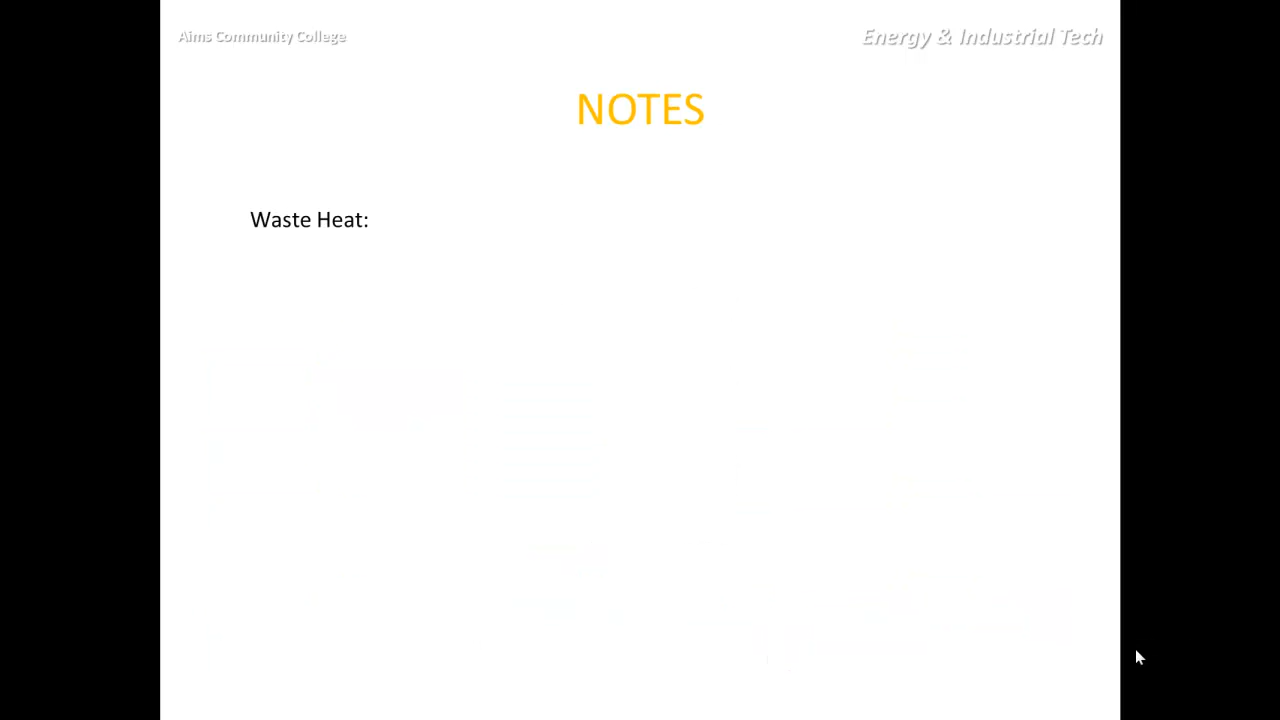 Aims Community College
Energy & Industrial Tech
NOTES
Waste Heat: